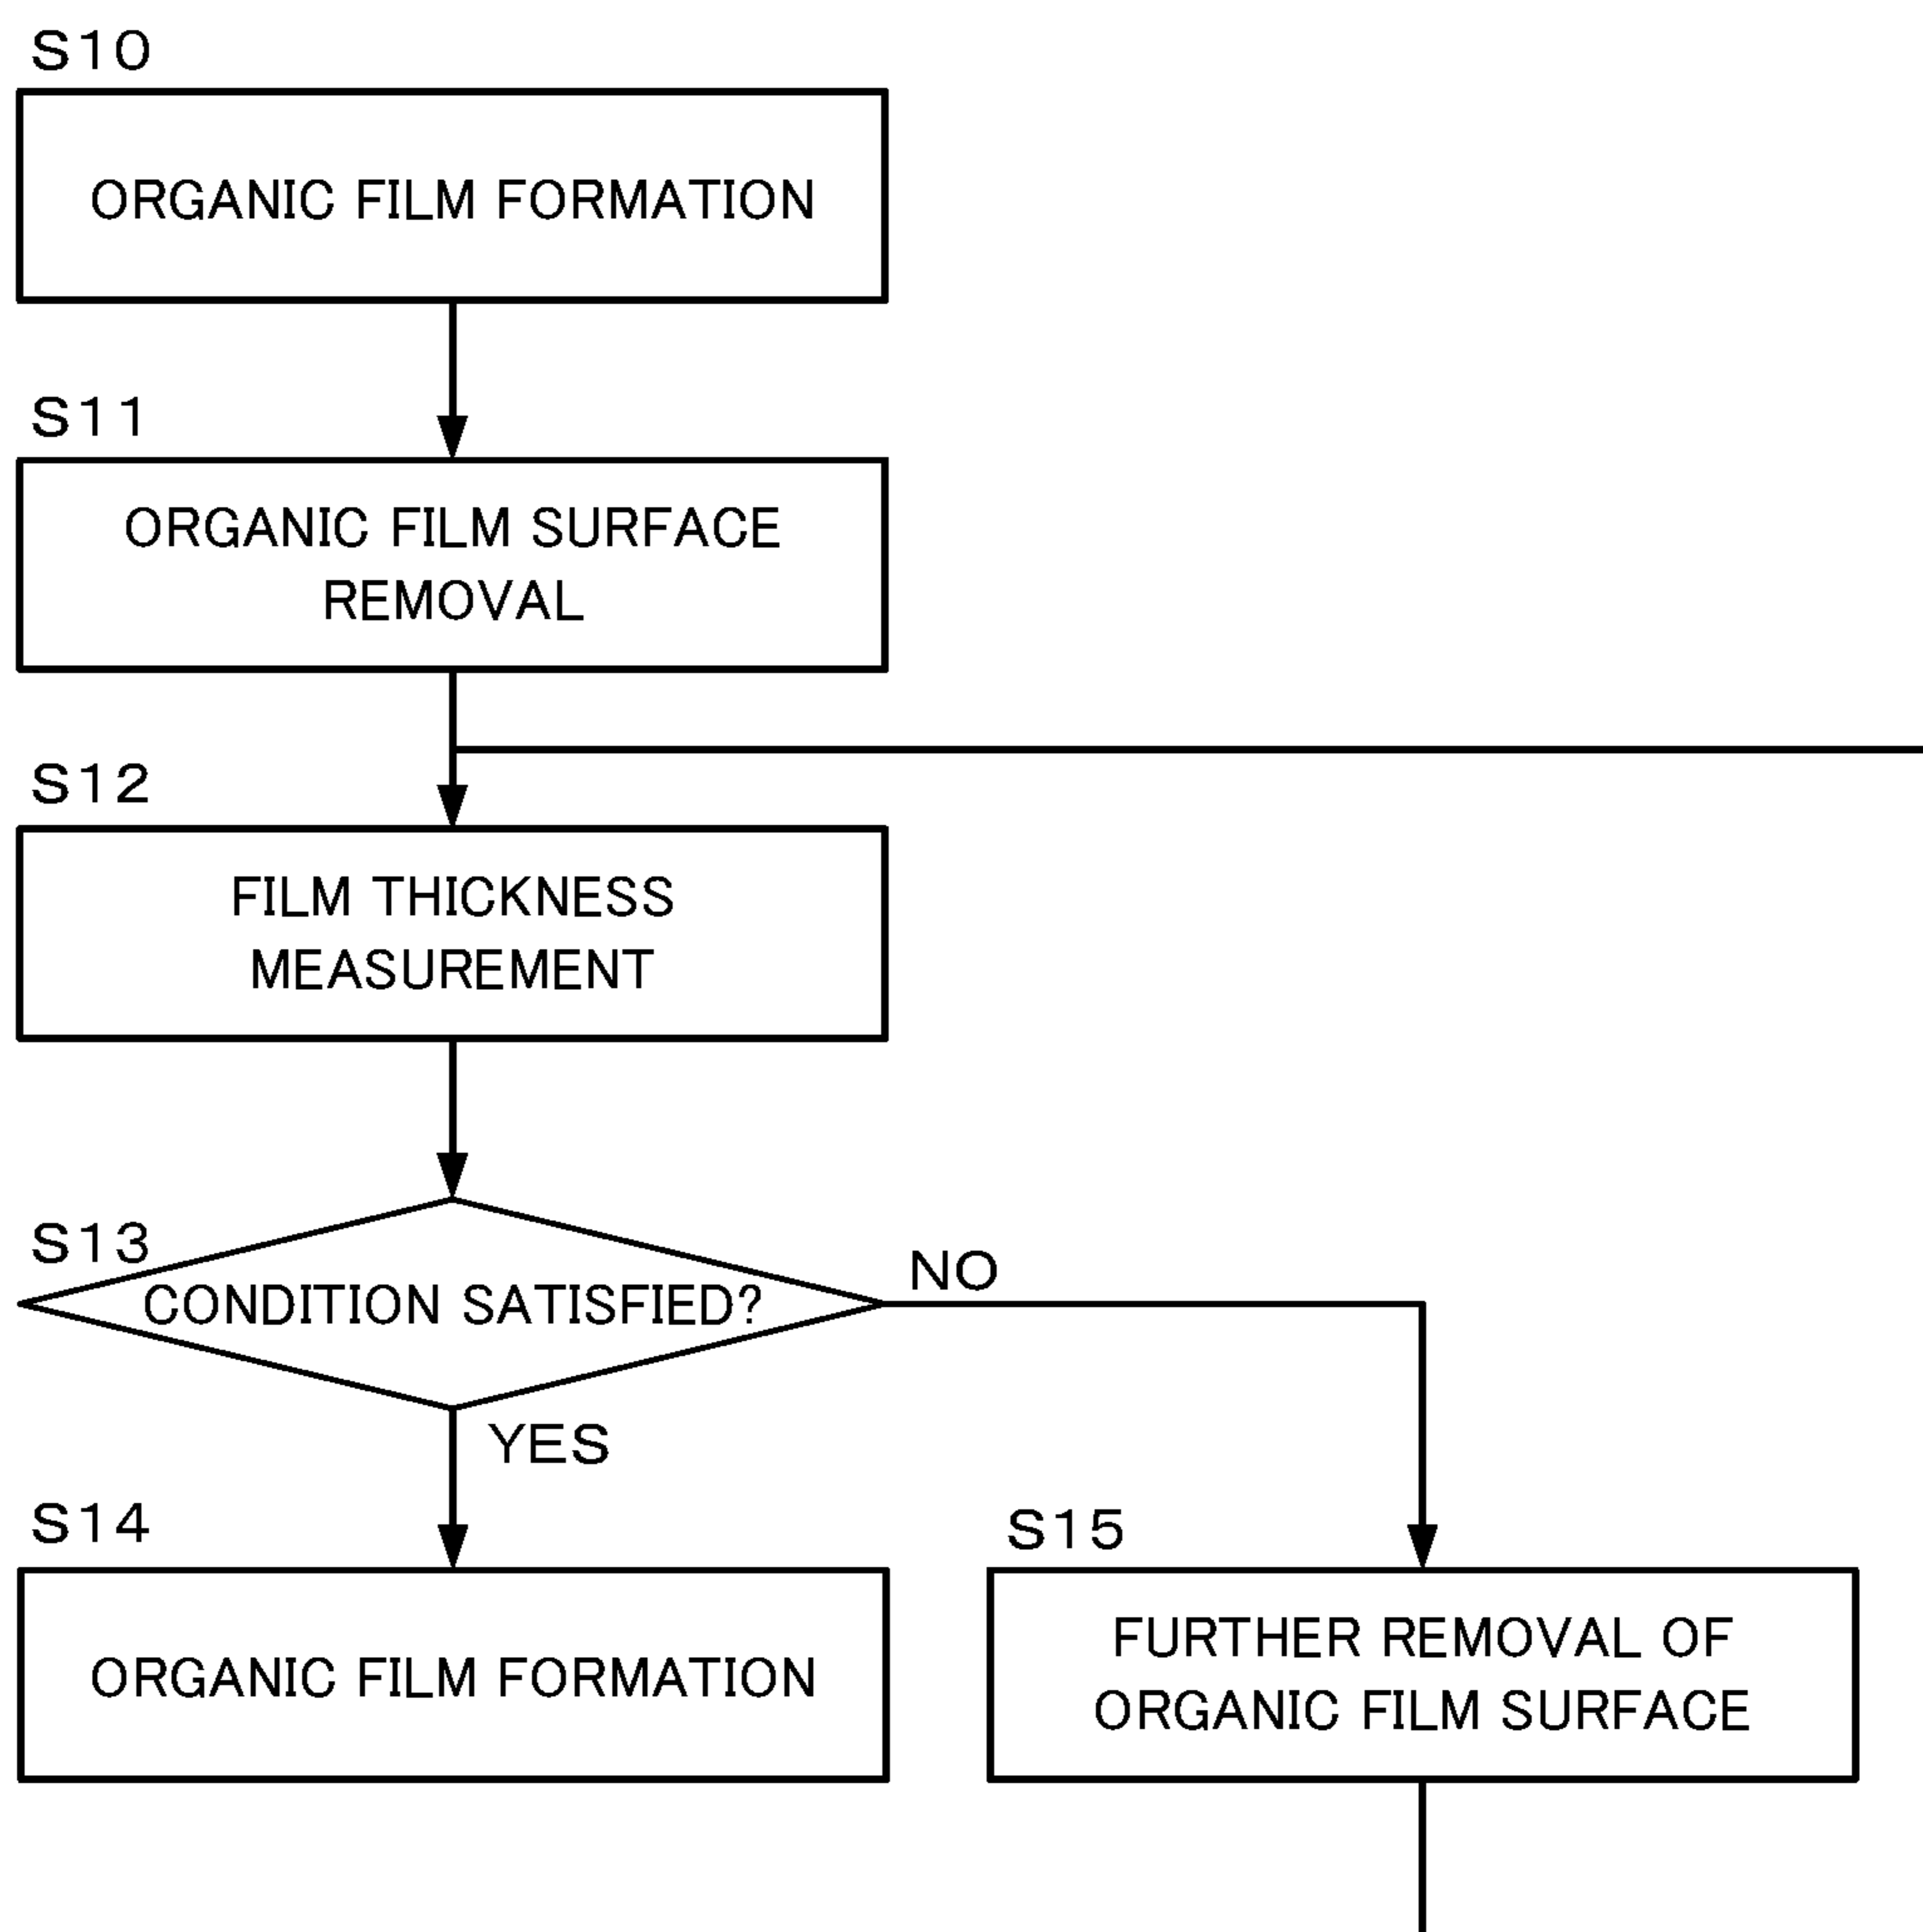 S10
ORGANIC FILM FORMATION
S11
ORGANIC FILM SURFACE
REMOVAL
S12
FILM THICKNESS
MEASUREMENT
S13
CONDITION SATISFIED?
NO
YES
S14
ORGANIC FILM FORMATION
S15
FURTHER REMOVAL OF
ORGANIC FILM SURFACE